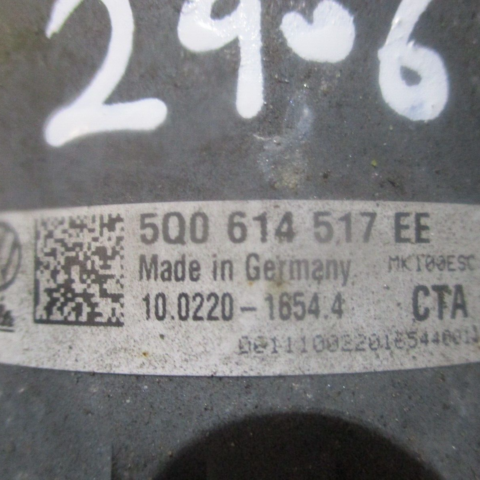 2906
5Q0 614 517 EE
Made in Germany MK100ESC
10.0220-1654.4 CTA